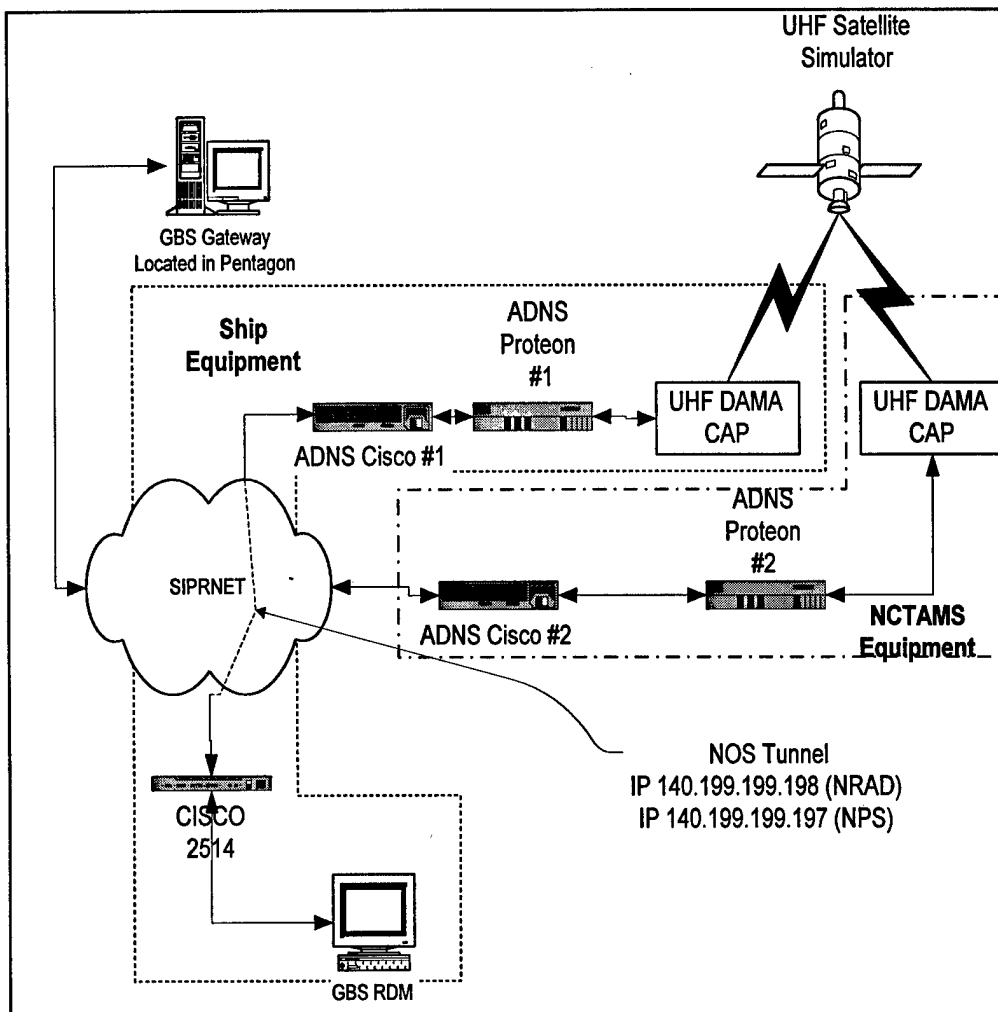 UHF Satellite
Simulator
GBS Gateway
Located in Pentagon
Ship
Equipment
ADNS
Proteon
#1
UHF DAMA
CAP
UHF DAMA
CAP
ADNS Cisco #1
ADNS
Proteon
#2
SIPRNET
ADNS Cisco #2
NCTAMS
Equipment
NOS Tunnel
IP 140.199.199.198 (NRAD)
IP 140.199.199.197 (NPS)
CISCO
2514
GBS RDM